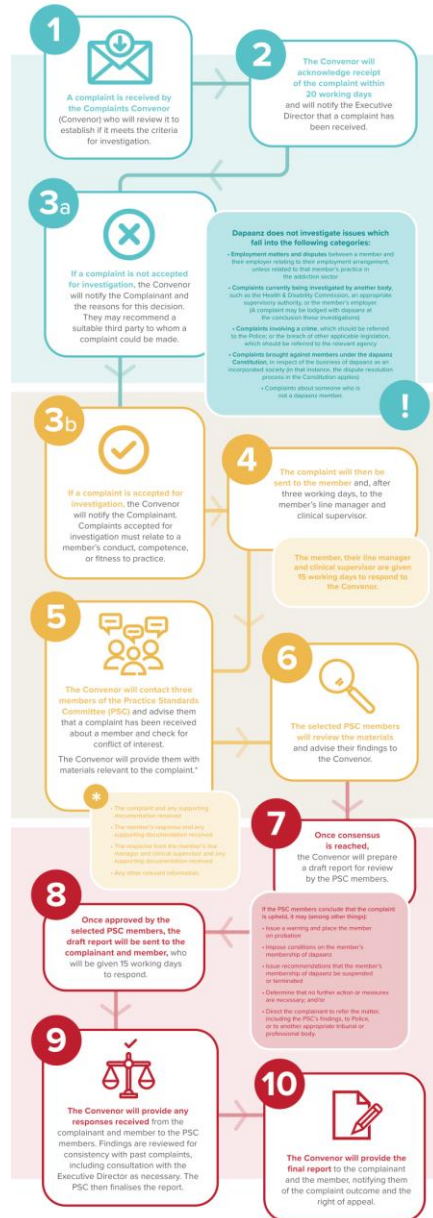 1
A complaint is received by
the Complaints Convenor
(Convenor) who will review it to
establish if it meets the criteria
for investigation.
2
The Convenor will
acknowledge receipt
of the complaint within
20 working days
and will notify the Executive
Director that a complaint has
been received.
3a
If a complaint is not accepted
for investigation, the Convenor
will notify the Complainant and
the reasons for this decision.
They may recommend a
suitable third party to whom a
complaint could be made.
Dapaanz does not investigate issues which
fall into the following categories:
• Employment matters and disputes between a member and
their employer relating to their employment arrangement,
unless related to that member's practice in
the addiction sector
• Complaints currently being investigated by another body,
such as the Health & Disability Commission, an appropriate
supervisory authority, or the member's employer.
(A complaint may be lodged with dapaanz at
the conclusion these investigations)
• Complaints involving a crime, which should be referred
to the Police; or the breach of other applicable legislation,
which should be referred to the relevant agency
• Complaints brought against members under the dapaanz
Constitution, in respect of the business of dapaanz as an
incorporated society (in that instance, the dispute resolution
process in the Constitution applies)
• Complaints about someone who is
not a dapaanz member.
!
3b
If a complaint is accepted for
investigation, the Convenor
will notify the Complainant.
Complaints accepted for
investigation must relate to a
member's conduct, competence,
or fitness to practice.
4
The complaint will then be
sent to the member and, after
three working days, to the
member's line manager and
clinical supervisor.
The member, their line manager
and clinical supervisor are given
15 working days to respond to
the Convenor.
5
The Convenor will contact three
members of the Practice Standards
Committee (PSC) and advise them
that a complaint has been received
about a member and check for
conflict of interest.
The Convenor will provide them with
materials relevant to the complaint.*
*
• The complaint and any supporting
documentation received
• The member's response and any
supporting documentation received
• The response from the member's line
manager and clinical supervisor and any
supporting documentation received
• Any other relevant information.
6
The selected PSC members
will review the materials
and advise their findings to
the Convenor.
7
Once consensus
is reached,
the Convenor will prepare
a draft report for review
by the PSC members.
If the PSC members conclude that the complaint
is upheld, it may (among other things):
• Issue a warning and place the member
on probation
• Impose conditions on the member's
membership of dapaanz
• Issue recommendations that the member's
membership of dapaanz be suspended
or terminated
• Determine that no further action or measures
are necessary; and/or
• Direct the complainant to refer the matter,
including the PSC's findings, to Police,
or to another appropriate tribunal or
professional body.
8
Once approved by the
selected PSC members, the
draft report will be sent to the
complainant and member, who
will be given 15 working days
to respond.
9
The Convenor will provide any
responses received from the
complainant and member to the PSC
members. Findings are reviewed for
consistency with past complaints,
including consultation with the
Executive Director as necessary. The
PSC then finalises the report.
10
The Convenor will provide the
final report to the complainant
and the member, notifying them
of the complaint outcome and the
right of appeal.